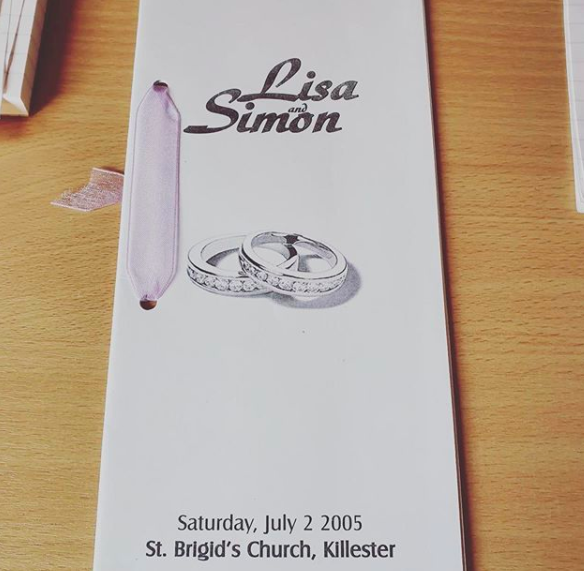 Lisa
and
Simon
Saturday, July 2 2005
St. Brigid's Church, Killester